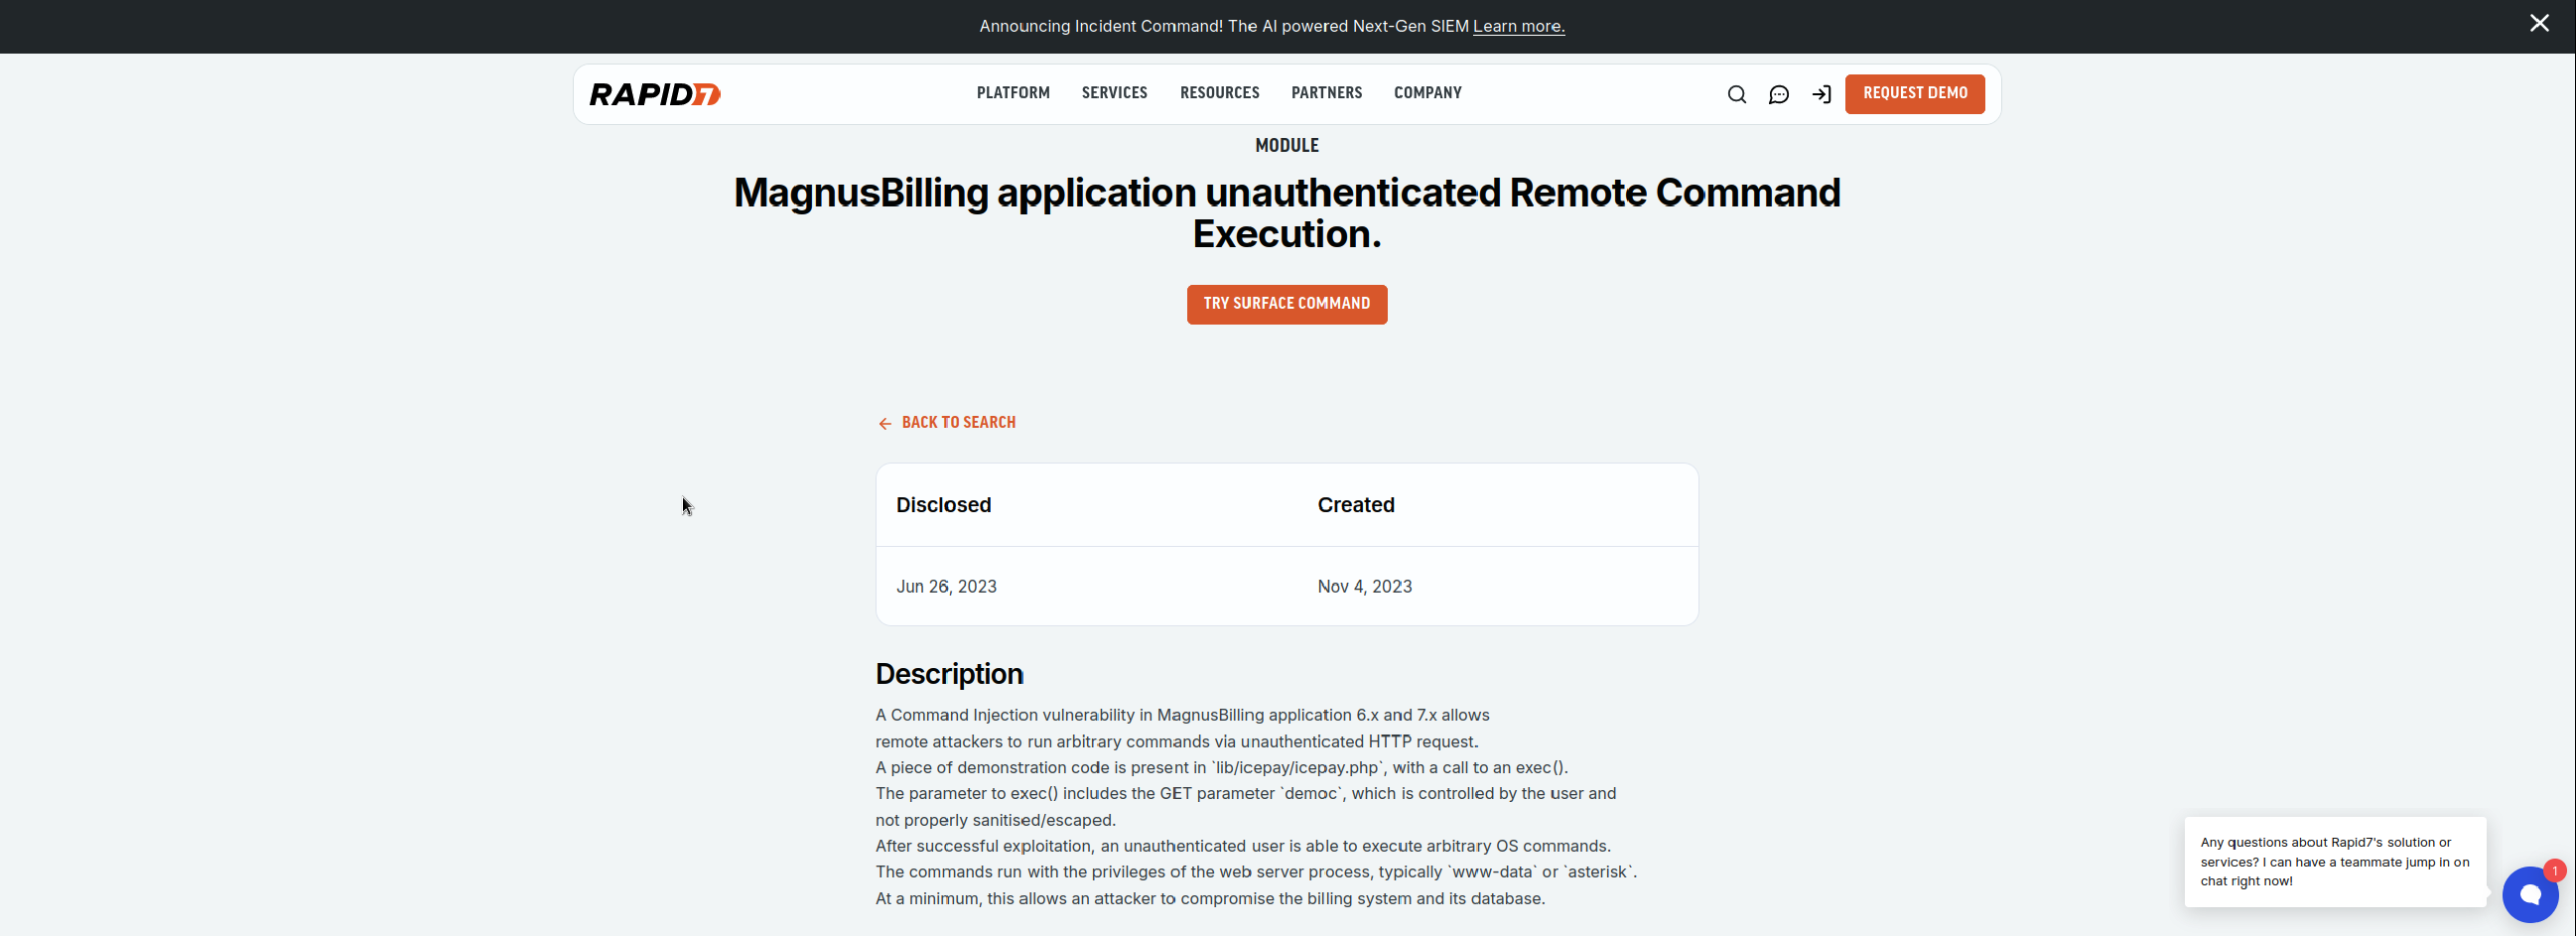 Announcing Incident Command! The AI powered Next-Gen SIEM Learn more.
RAPID7 PLATFORM SERVICES RESOURCES PARTNERS COMPANY REQUEST DEMO
MODULE
MagnusBilling application unauthenticated Remote Command
Execution.
TRY SURFACE COMMAND
BACK TO SEARCH
Disclosed Created
Jun 26, 2023 Nov 4, 2023
Description
A Command Injection vulnerability in MagnusBilling application 6.x and 7.x allows
remote attackers to run arbitrary commands via unauthenticated HTTP request.
A piece of demonstration code is present in `lib/icepay/icepay.php`, with a call to an exec().
The parameter to exec() includes the GET parameter `democ`, which is controlled by the user and
not properly sanitised/escaped.
After successful exploitation, an unauthenticated user is able to execute arbitrary OS commands.
The commands run with the privileges of the web server process, typically `www-data` or `asterisk`.
At a minimum, this allows an attacker to compromise the billing system and its database.
Any questions about Rapid7's solution or
services? I can have a teammate jump in on
chat right now!
1